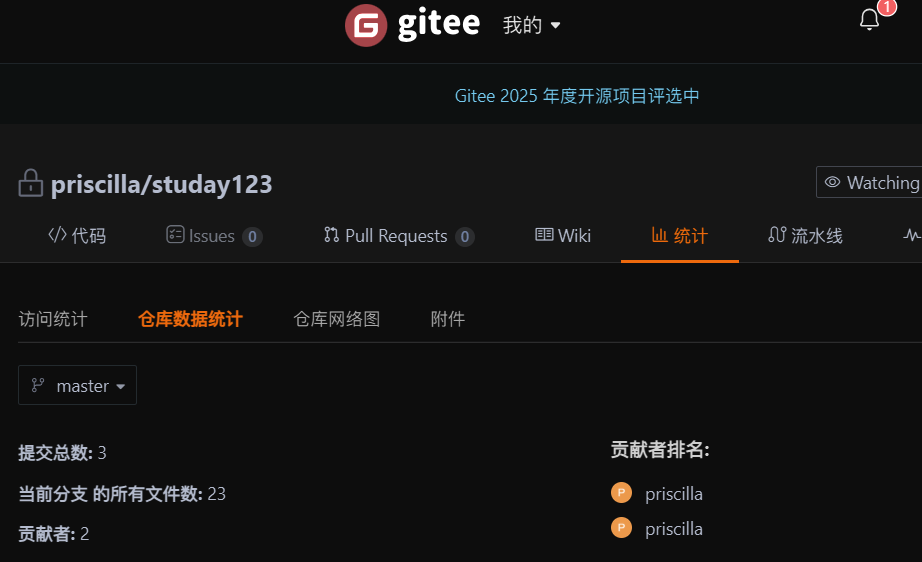 gitee 我的
1
Gitee 2025 年度开源项目评选中
priscilla/studay123
Watching
代码 Issues 0 Pull Requests 0 Wiki 统计 流水线
访问统计 仓库数据统计 仓库网络图 附件
master
提交总数: 3
当前分支 的所有文件数: 23
贡献者: 2
贡献者排名:
P priscilla
P priscilla